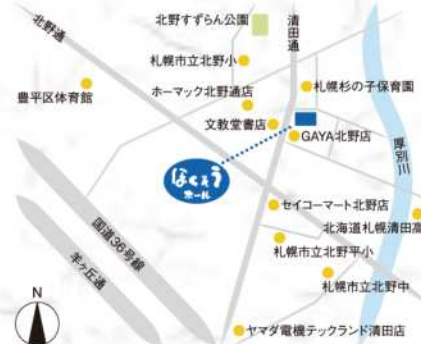 北野すずらん公園
清田通
北野通
札幌市立北野小
札幌杉の子保育園
豊平区体育館
ホーマック北野通店
文教堂書店
GAYA北野店
厚別川
ほくそう
ホール
セイコーマート北野店
国道36号線
北海道札幌清田高
羊ヶ丘通
札幌市立北野平小
札幌市立北野中
N
ヤマダ電機テックランド清田店